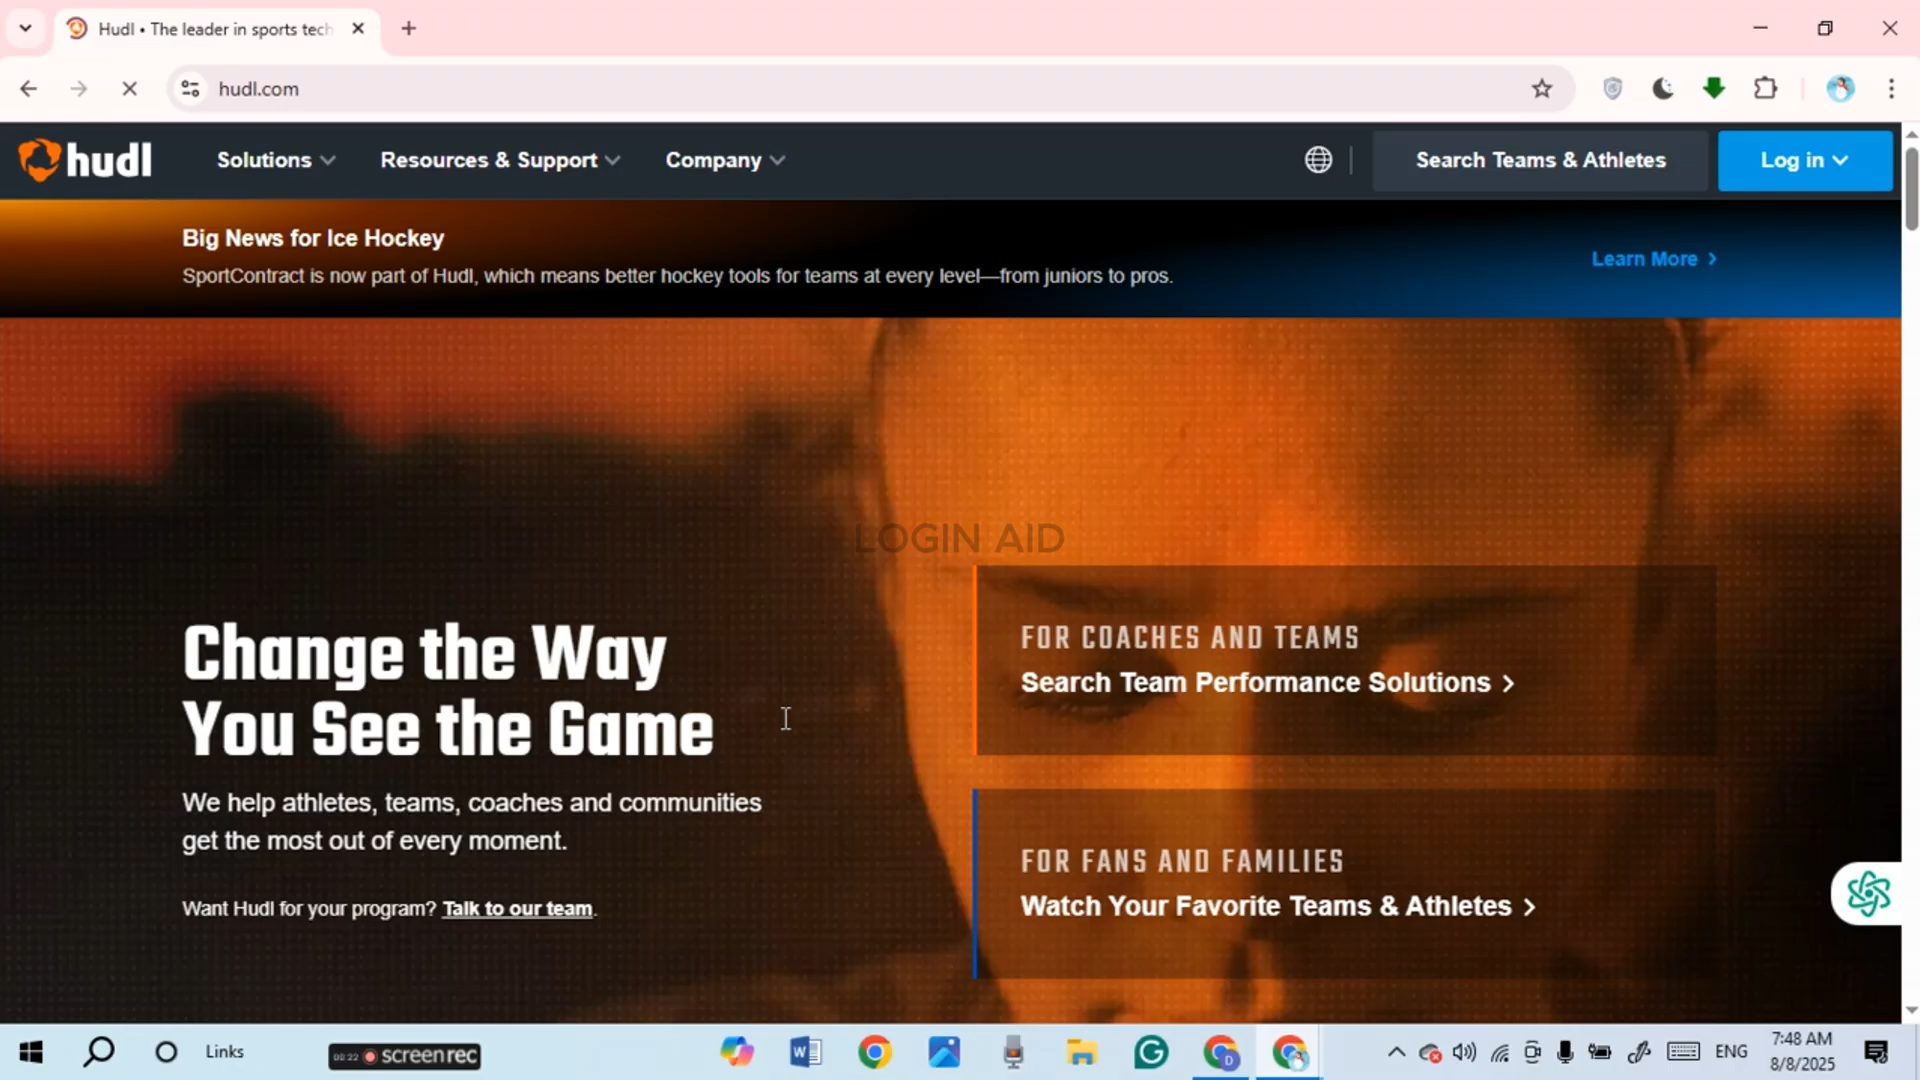 Hudl • The leader in sports tech
hudl.com
hudl
Solutions
Resources & Support
Company
Search Teams & Athletes
Log in
Big News for Ice Hockey
SportContract is now part of Hudl, which means better hockey tools for teams at every level—from juniors to pros.
Learn More
LOGIN AID
Change the Way
You See the Game
We help athletes, teams, coaches and communities
get the most out of every moment.
Want Hudl for your program? Talk to our team.
FOR COACHES AND TEAMS
Search Team Performance Solutions
FOR FANS AND FAMILIES
Watch Your Favorite Teams & Athletes
Links
00:22 screenrec
ENG
7:48 AM
8/8/2025